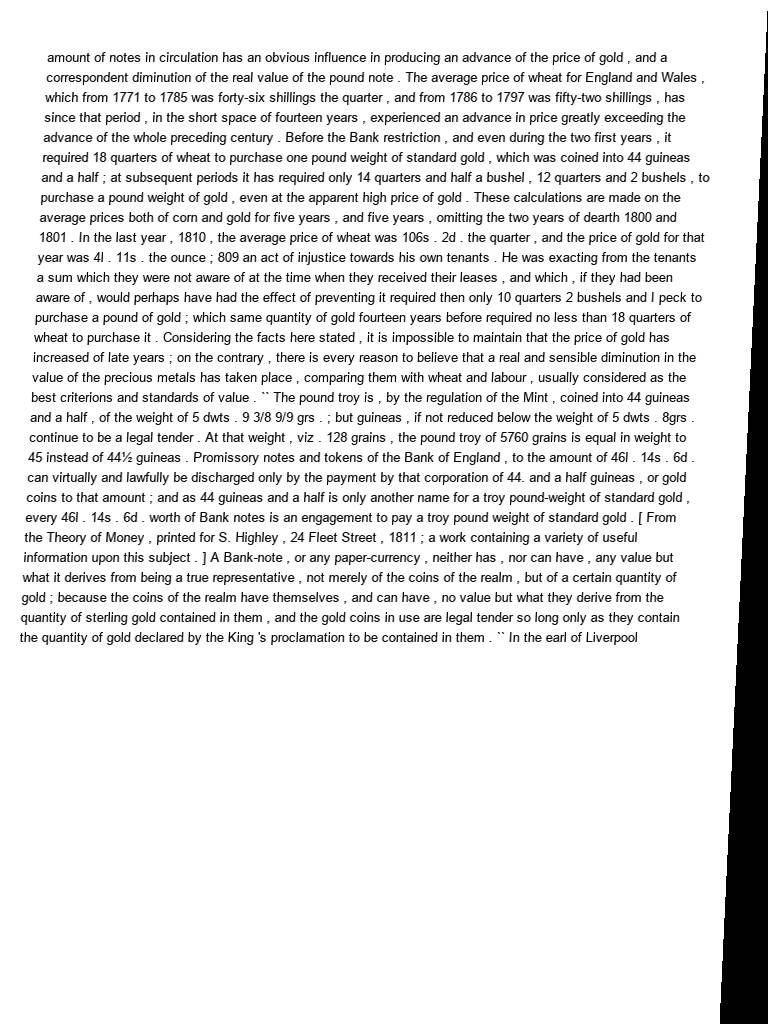 amount of notes in circulation has an obvious influence in producing an advance of the price of gold , and a
correspondent diminution of the real value of the pound note . The average price of wheat for England and Wales ,
which from 1771 to 1785 was forty-six shillings the quarter , and from 1786 to 1797 was fifty-two shillings , has
since that period , in the short space of fourteen years , experienced an advance in price greatly exceeding the
advance of the whole preceding century . Before the Bank restriction , and even during the two first years , it
required 18 quarters of wheat to purchase one pound weight of standard gold , which was coined into 44 guineas
and a half ; at subsequent periods it has required only 14 quarters and half a bushel , 12 quarters and 2 bushels , to
purchase a pound weight of gold , even at the apparent high price of gold . These calculations are made on the
average prices both of corn and gold for five years , and five years , omitting the two years of dearth 1800 and
1801 . In the last year , 1810 , the average price of wheat was 106s . 2d . the quarter , and the price of gold for that
year was 4l . 11s . the ounce ; 809 an act of injustice towards his own tenants . He was exacting from the tenants
a sum which they were not aware of at the time when they received their leases , and which , if they had been
aware of , would perhaps have had the effect of preventing it required then only 10 quarters 2 bushels and I peck to
purchase a pound of gold ; which same quantity of gold fourteen years before required no less than 18 quarters of
wheat to purchase it . Considering the facts here stated , it is impossible to maintain that the price of gold has
increased of late years ; on the contrary , there is every reason to believe that a real and sensible diminution in the
value of the precious metals has taken place , comparing them with wheat and labour , usually considered as the
best criterions and standards of value . `` The pound troy is , by the regulation of the Mint , coined into 44 guineas
and a half , of the weight of 5 dwts . 9 3/8 9/9 grs . ; but guineas , if not reduced below the weight of 5 dwts . 8grs .
continue to be a legal tender . At that weight , viz . 128 grains , the pound troy of 5760 grains is equal in weight to
45 instead of 44½ guineas . Promissory notes and tokens of the Bank of England , to the amount of 46l . 14s . 6d .
can virtually and lawfully be discharged only by the payment by that corporation of 44. and a half guineas , or gold
coins to that amount ; and as 44 guineas and a half is only another name for a troy pound-weight of standard gold ,
every 46l . 14s . 6d . worth of Bank notes is an engagement to pay a troy pound weight of standard gold . [ From
the Theory of Money , printed for S. Highley , 24 Fleet Street , 1811 ; a work containing a variety of useful
information upon this subject . ] A Bank-note , or any paper-currency , neither has , nor can have , any value but
what it derives from being a true representative , not merely of the coins of the realm , but of a certain quantity of
gold ; because the coins of the realm have themselves , and can have , no value but what they derive from the
quantity of sterling gold contained in them , and the gold coins in use are legal tender so long only as they contain
the quantity of gold declared by the King 's proclamation to be contained in them . `` In the earl of Liverpool